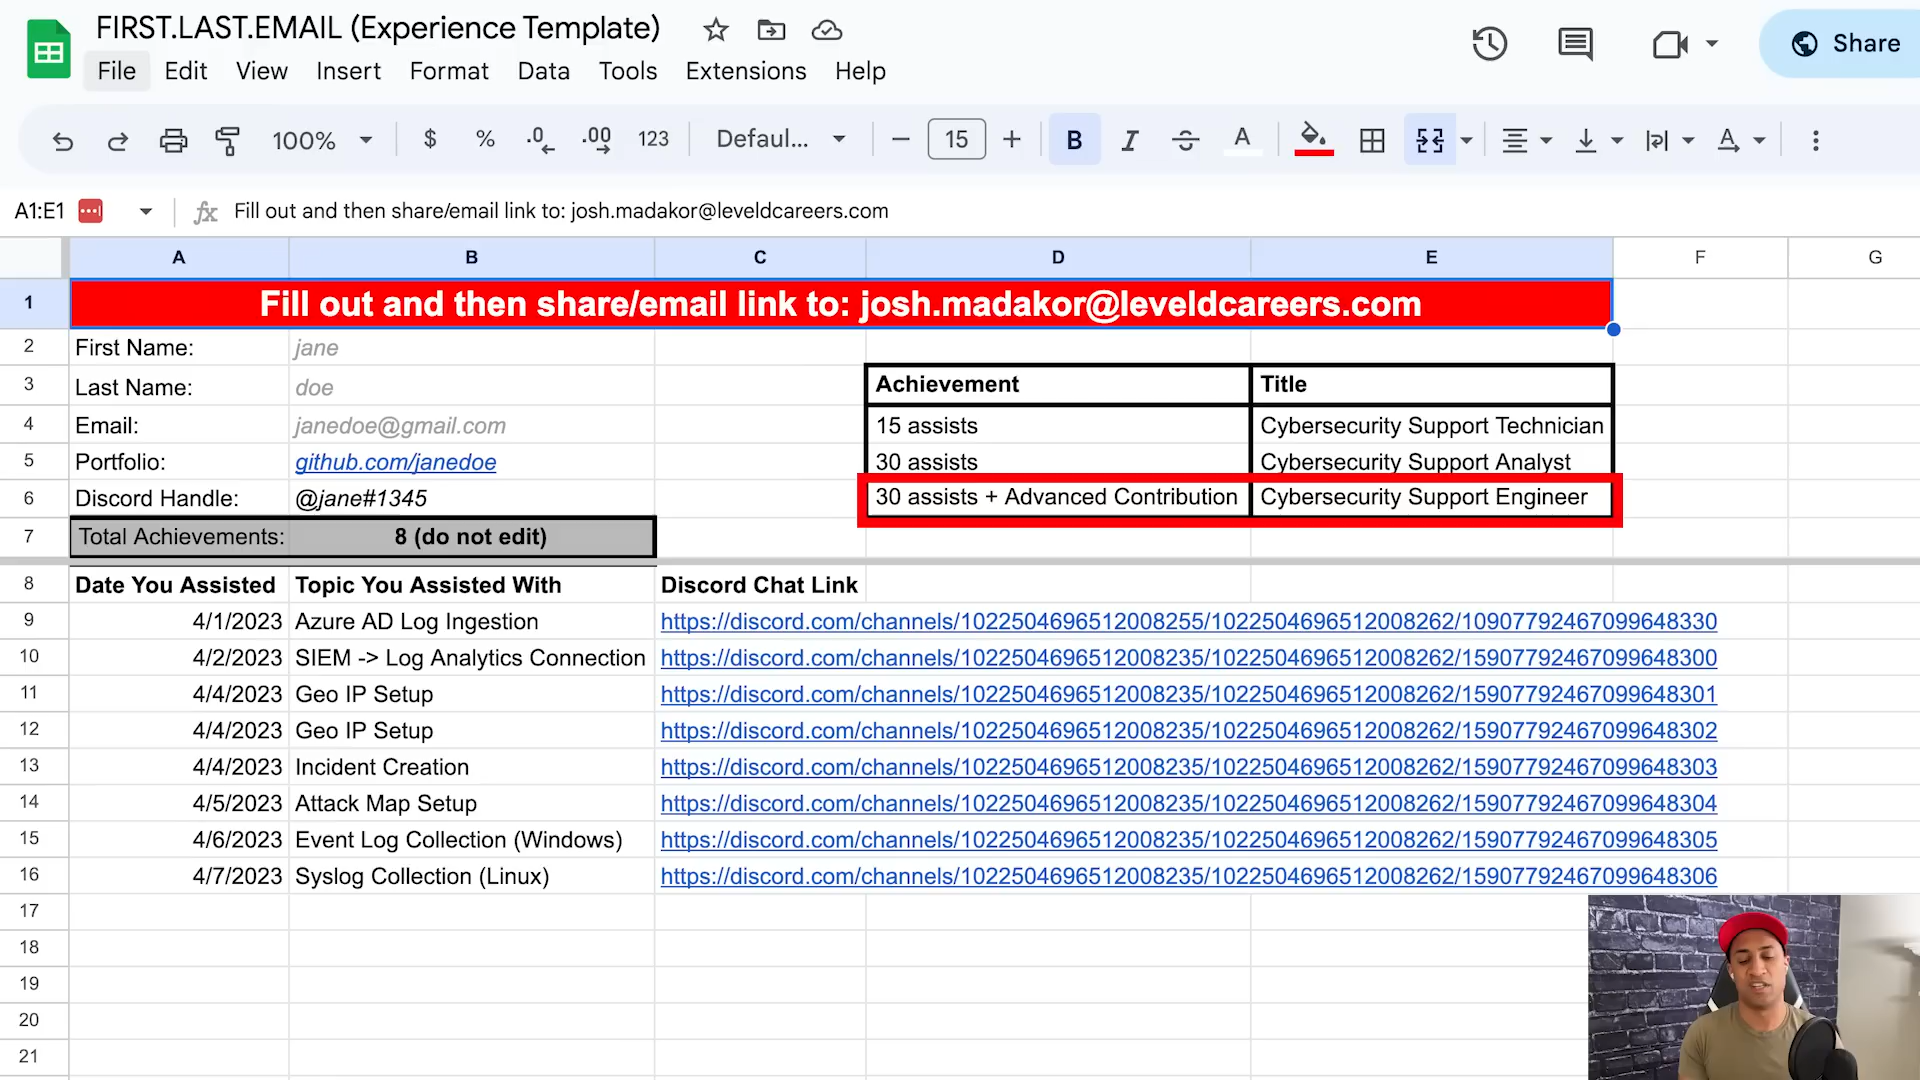 FIRST.LAST.EMAIL (Experience Template)
File Edit View Insert Format Data Tools Extensions Help
Share
100% $ % .0 .00 123 Defaul... 15 B I A A
A1:E1 fx Fill out and then share/email link to: josh.madakor@leveldcareers.com
A B C D E F G
1 Fill out and then share/email link to: josh.madakor@leveldcareers.com
2 First Name: jane
3 Last Name: doe Achievement Title
4 Email: janedoe@gmail.com 15 assists Cybersecurity Support Technician
5 Portfolio: github.com/janedoe 30 assists Cybersecurity Support Analyst
6 Discord Handle: @jane#1345 30 assists + Advanced Contribution Cybersecurity Support Engineer
7 Total Achievements: 8 (do not edit)
8 Date You Assisted Topic You Assisted With Discord Chat Link
9 4/1/2023 Azure AD Log Ingestion https://discord.com/channels/1022504696512008255/1022504696512008262/10907792467099648330
10 4/2/2023 SIEM -> Log Analytics Connection https://discord.com/channels/1022504696512008235/1022504696512008262/15907792467099648300
11 4/4/2023 Geo IP Setup https://discord.com/channels/1022504696512008235/1022504696512008262/15907792467099648301
12 4/4/2023 Geo IP Setup https://discord.com/channels/1022504696512008235/1022504696512008262/15907792467099648302
13 4/4/2023 Incident Creation https://discord.com/channels/1022504696512008235/1022504696512008262/15907792467099648303
14 4/5/2023 Attack Map Setup https://discord.com/channels/1022504696512008235/1022504696512008262/15907792467099648304
15 4/6/2023 Event Log Collection (Windows) https://discord.com/channels/1022504696512008235/1022504696512008262/15907792467099648305
16 4/7/2023 Syslog Collection (Linux) https://discord.com/channels/1022504696512008235/1022504696512008262/15907792467099648306
17
18
19
20
21